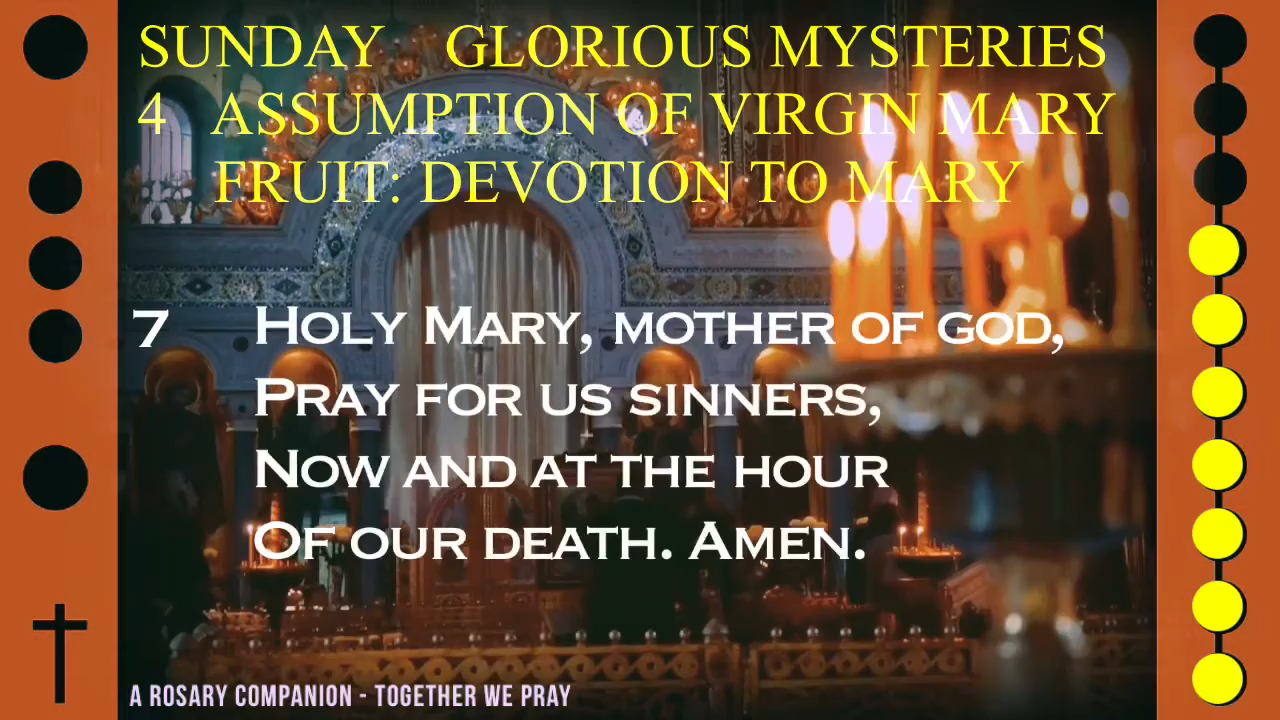 SUNDAY GLORIOUS MYSTERIES
4 ASSUMPTION OF VIRGIN MARY
FRUIT: DEVOTION TO MARY
7 HOLY MARY, MOTHER OF GOD,
PRAY FOR US SINNERS,
NOW AND AT THE HOUR
OF OUR DEATH. AMEN.
A ROSARY COMPANION - TOGETHER WE PRAY